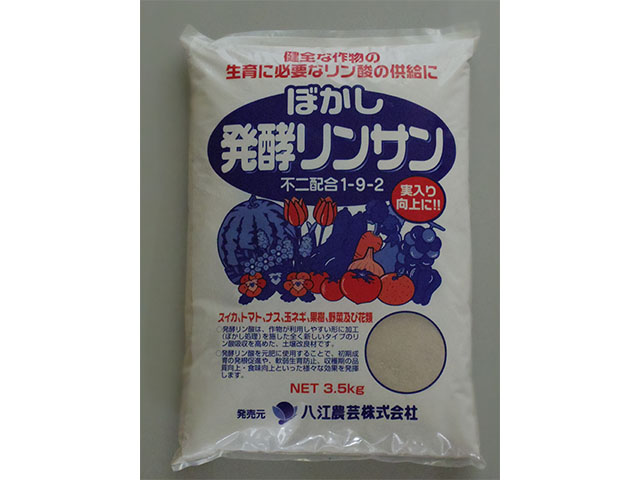 健全な作物の
生育に必要なリン酸の供給に
ぼかし
発酵リンサン
不二配合1-9-2
実入り
向上に!!
スイカ、トマト、ナス、玉ネギ、果樹、野菜及び花類
○発酵リン酸は、作物が利用しやすい形に加工
(ぼかし処理)を施した全く新しいタイプのリ
ン酸吸収を高めた、土壌改良材です。
○発酵リン酸を元肥に使用することで、初期成
育の発根促進や、軟弱生育防止、収穫期の品
質向上・食味向上といった様々な効果を発揮
します。
NET 3.5kg
発売元 八江農芸株式会社